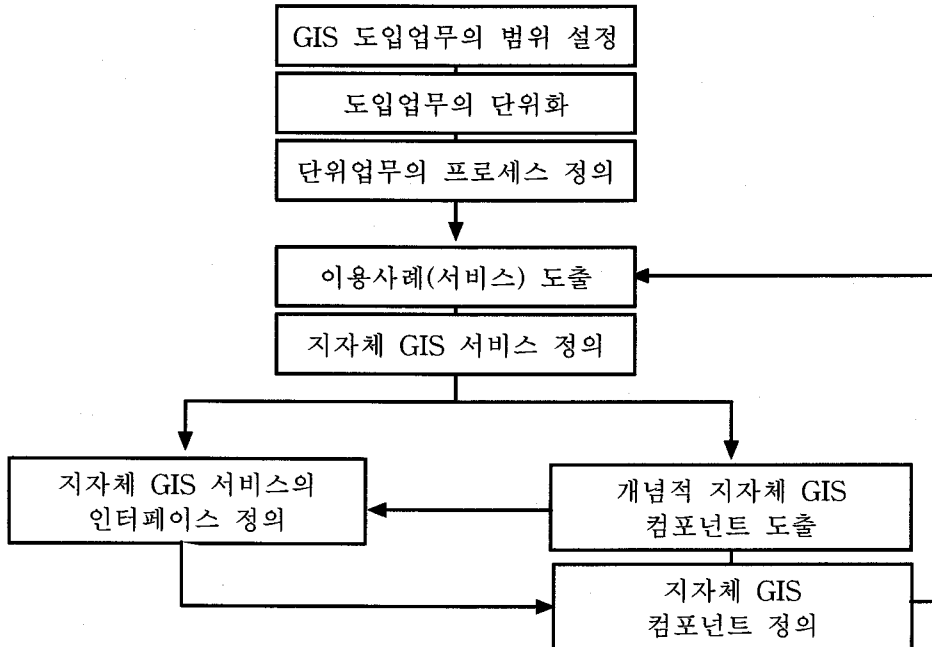 GIS 도입업무의 범위 설정
도입업무의 단위화
단위업무의 프로세스 정의
이용사례(서비스) 도출
지자체 GIS 서비스 정의
지자체 GIS 서비스의
인터페이스 정의
개념적 지자체 GIS
컴포넌트 도출
지자체 GIS
컴포넌트 정의